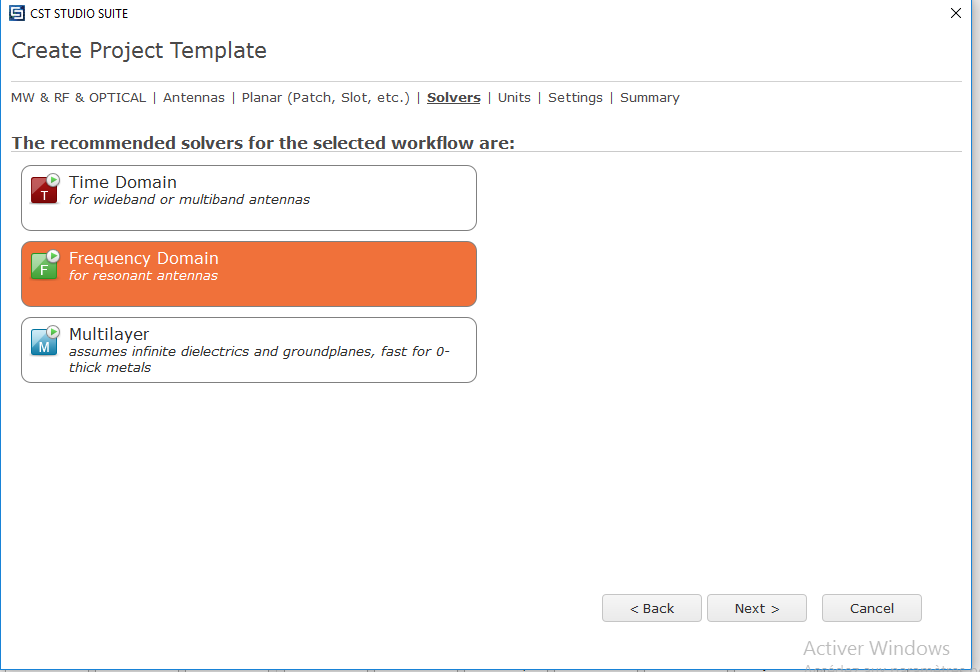 CST STUDIO SUITE
Create Project Template
MW & RF & OPTICAL | Antennas | Planar (Patch, Slot, etc.) | Solvers | Units | Settings | Summary
The recommended solvers for the selected workflow are:
T
Time Domain
for wideband or multiband antennas
F
Frequency Domain
for resonant antennas
M
Multilayer
assumes infinite dielectrics and groundplanes, fast for 0-
thick metals
< Back
Next >
Cancel
Activer Windows